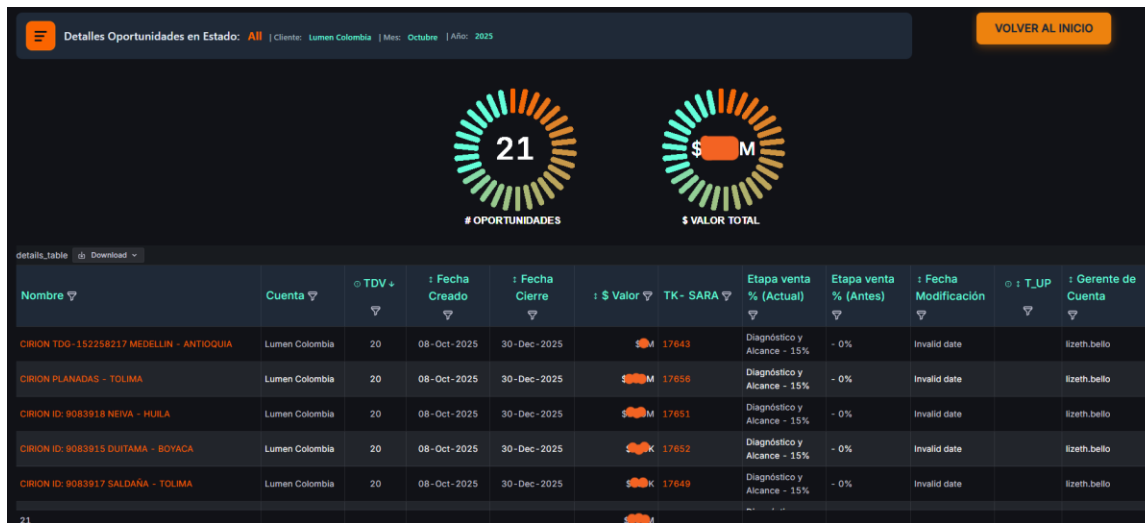 Detalles Oportunidades en Estado: All | Cliente: Lumen Colombia | Mes: Octubre | Año: 2025
VOLVER AL INICIO
21
$ M
# OPORTUNIDADES
$ VALOR TOTAL
details_table Download
Nombre Cuenta TDV ↓ Fecha Creado Fecha Cierre $ Valor TK- SARA Etapa venta % (Actual) Etapa venta % (Antes) Fecha Modificación T_UP Gerente de Cuenta
CIRION TDG-152258217 MEDELLIN - ANTIOQUIA Lumen Colombia 20 08-Oct-2025 30-Dec-2025 $ M 17643 Diagnóstico y Alcance - 15% - 0% Invalid date lizeth.bello
CIRION PLANADAS - TOLIMA Lumen Colombia 20 08-Oct-2025 30-Dec-2025 $ M 17656 Diagnóstico y Alcance - 15% - 0% Invalid date lizeth.bello
CIRION ID: 9083918 NEIVA - HUILA Lumen Colombia 20 08-Oct-2025 30-Dec-2025 $ M 17651 Diagnóstico y Alcance - 15% - 0% Invalid date lizeth.bello
CIRION ID: 9083915 DUITAMA - BOYACA Lumen Colombia 20 08-Oct-2025 30-Dec-2025 $ K 17652 Diagnóstico y Alcance - 15% - 0% Invalid date lizeth.bello
CIRION ID: 9083917 SALDAÑA - TOLIMA Lumen Colombia 20 08-Oct-2025 30-Dec-2025 $ K 17649 Diagnóstico y Alcance - 15% - 0% Invalid date lizeth.bello
21 $ M